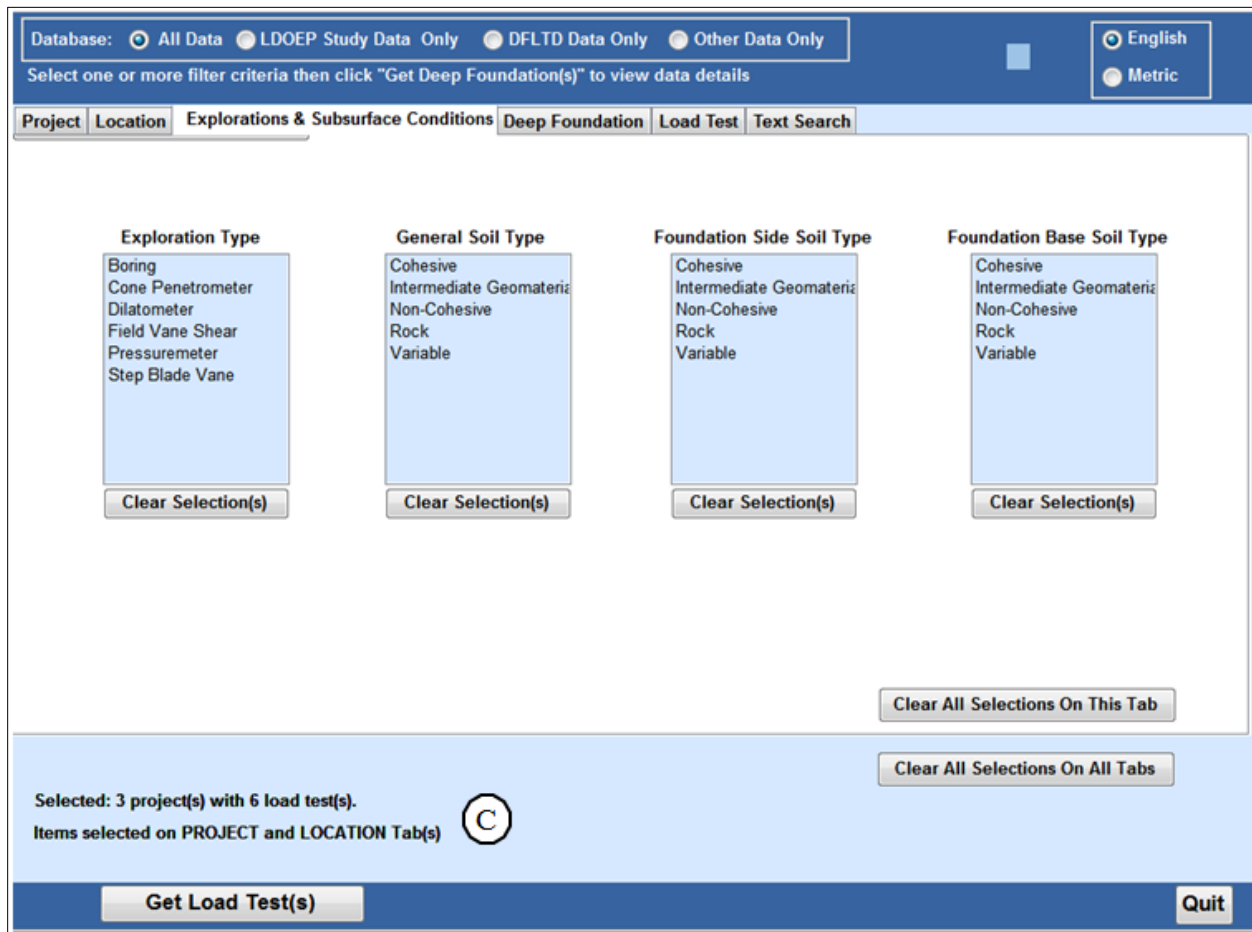 Database: All Data LDOEP Study Data Only DFLTD Data Only Other Data Only
English
Select one or more filter criteria then click "Get Deep Foundation(s)" to view data details
Metric
Project Location Explorations & Subsurface Conditions Deep Foundation Load Test Text Search
Exploration Type
Boring
Cone Penetrometer
Dilatometer
Field Vane Shear
Pressuremeter
Step Blade Vane
Clear Selection(s)
General Soil Type
Cohesive
Intermediate Geomateria
Non-Cohesive
Rock
Variable
Clear Selection(s)
Foundation Side Soil Type
Cohesive
Intermediate Geomateria
Non-Cohesive
Rock
Variable
Clear Selection(s)
Foundation Base Soil Type
Cohesive
Intermediate Geomateria
Non-Cohesive
Rock
Variable
Clear Selection(s)
Clear All Selections On This Tab
Clear All Selections On All Tabs
Selected: 3 project(s) with 6 load test(s).
Items selected on PROJECT and LOCATION Tab(s)
C
Get Load Test(s)
Quit